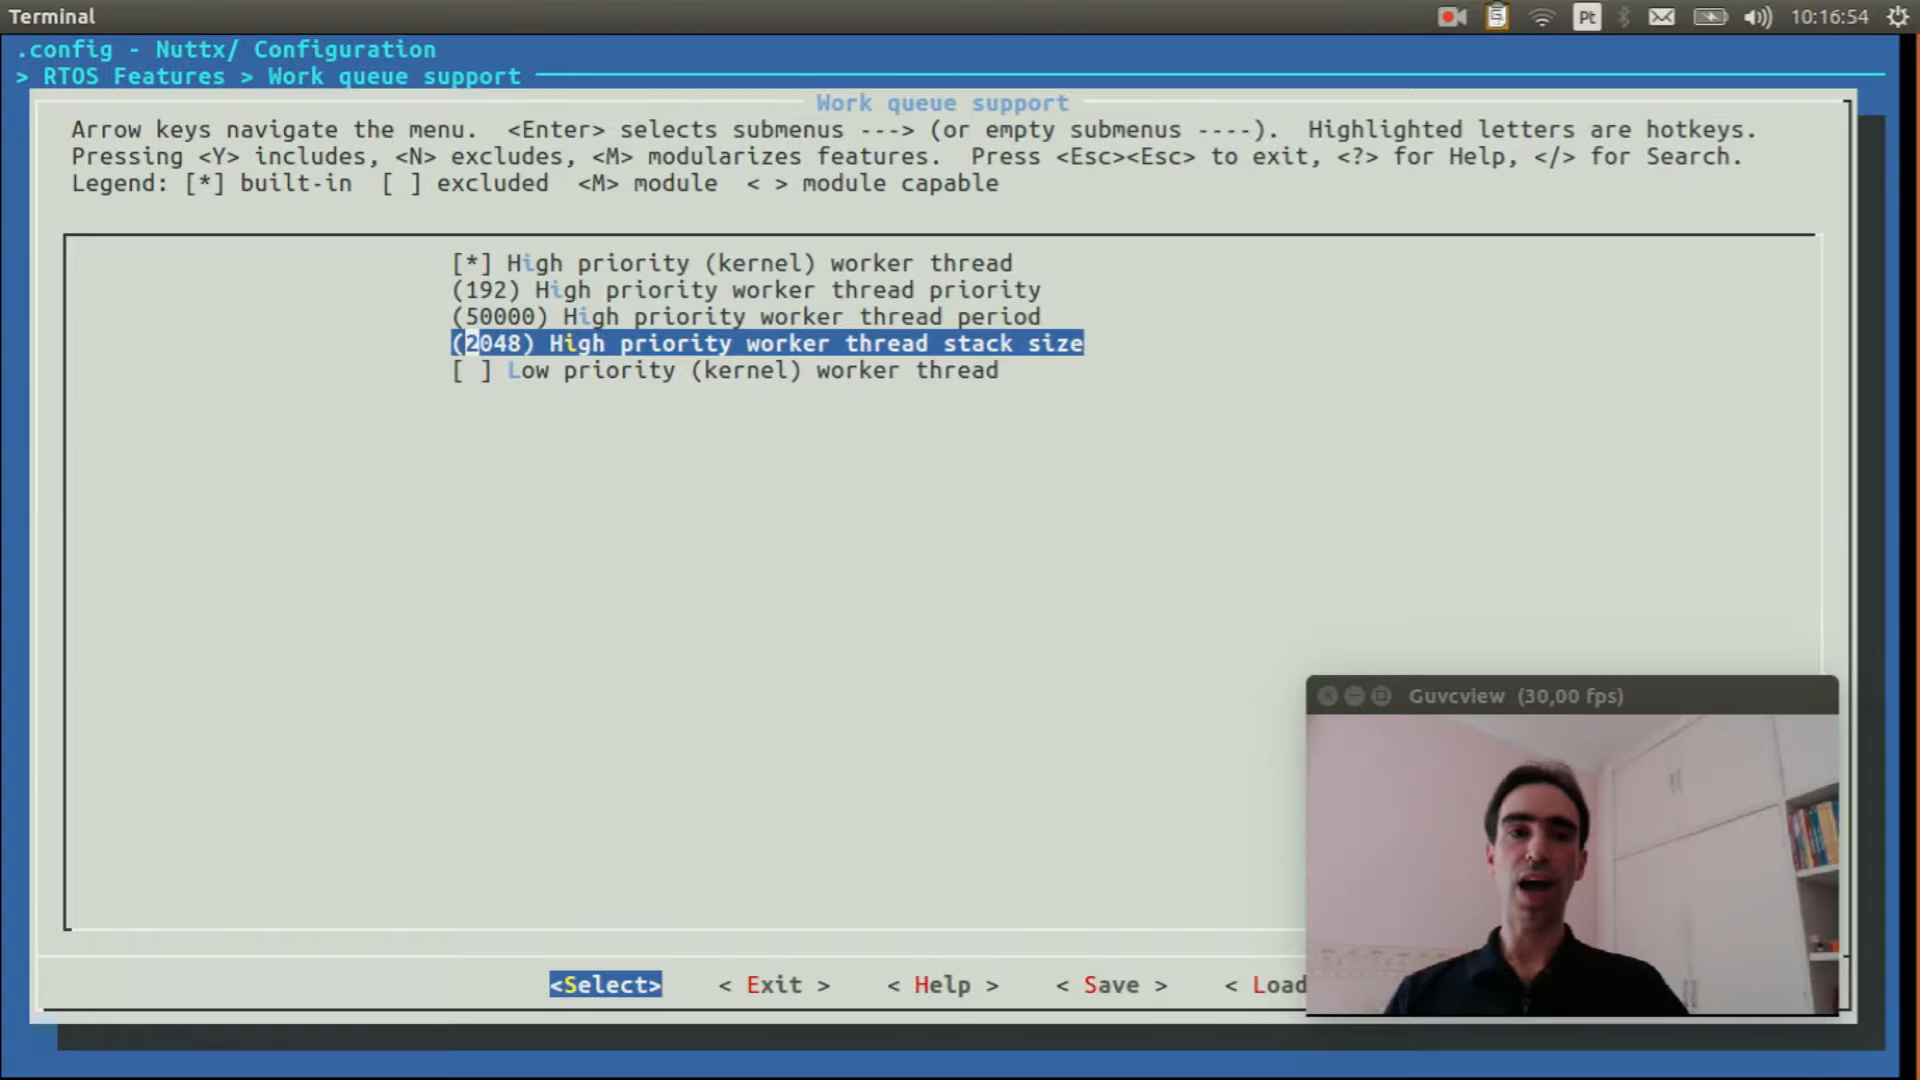 Terminal
Pt
10:16:54
.config - Nuttx/ Configuration
> RTOS Features > Work queue support
Work queue support
Arrow keys navigate the menu.  <Enter> selects submenus ---> (or empty submenus ----).  Highlighted letters are hotkeys.
Pressing <Y> includes, <N> excludes, <M> modularizes features.  Press <Esc><Esc> to exit, <?> for Help, </> for Search.
Legend: [*] built-in  [ ] excluded  <M> module  < > module capable
[*] High priority (kernel) worker thread
(192) High priority worker thread priority
(50000) High priority worker thread period
(2048) High priority worker thread stack size
[ ] Low priority (kernel) worker thread
Guvcview  (30,00 fps)
<Select>    < Exit >    < Help >    < Save >    < Load